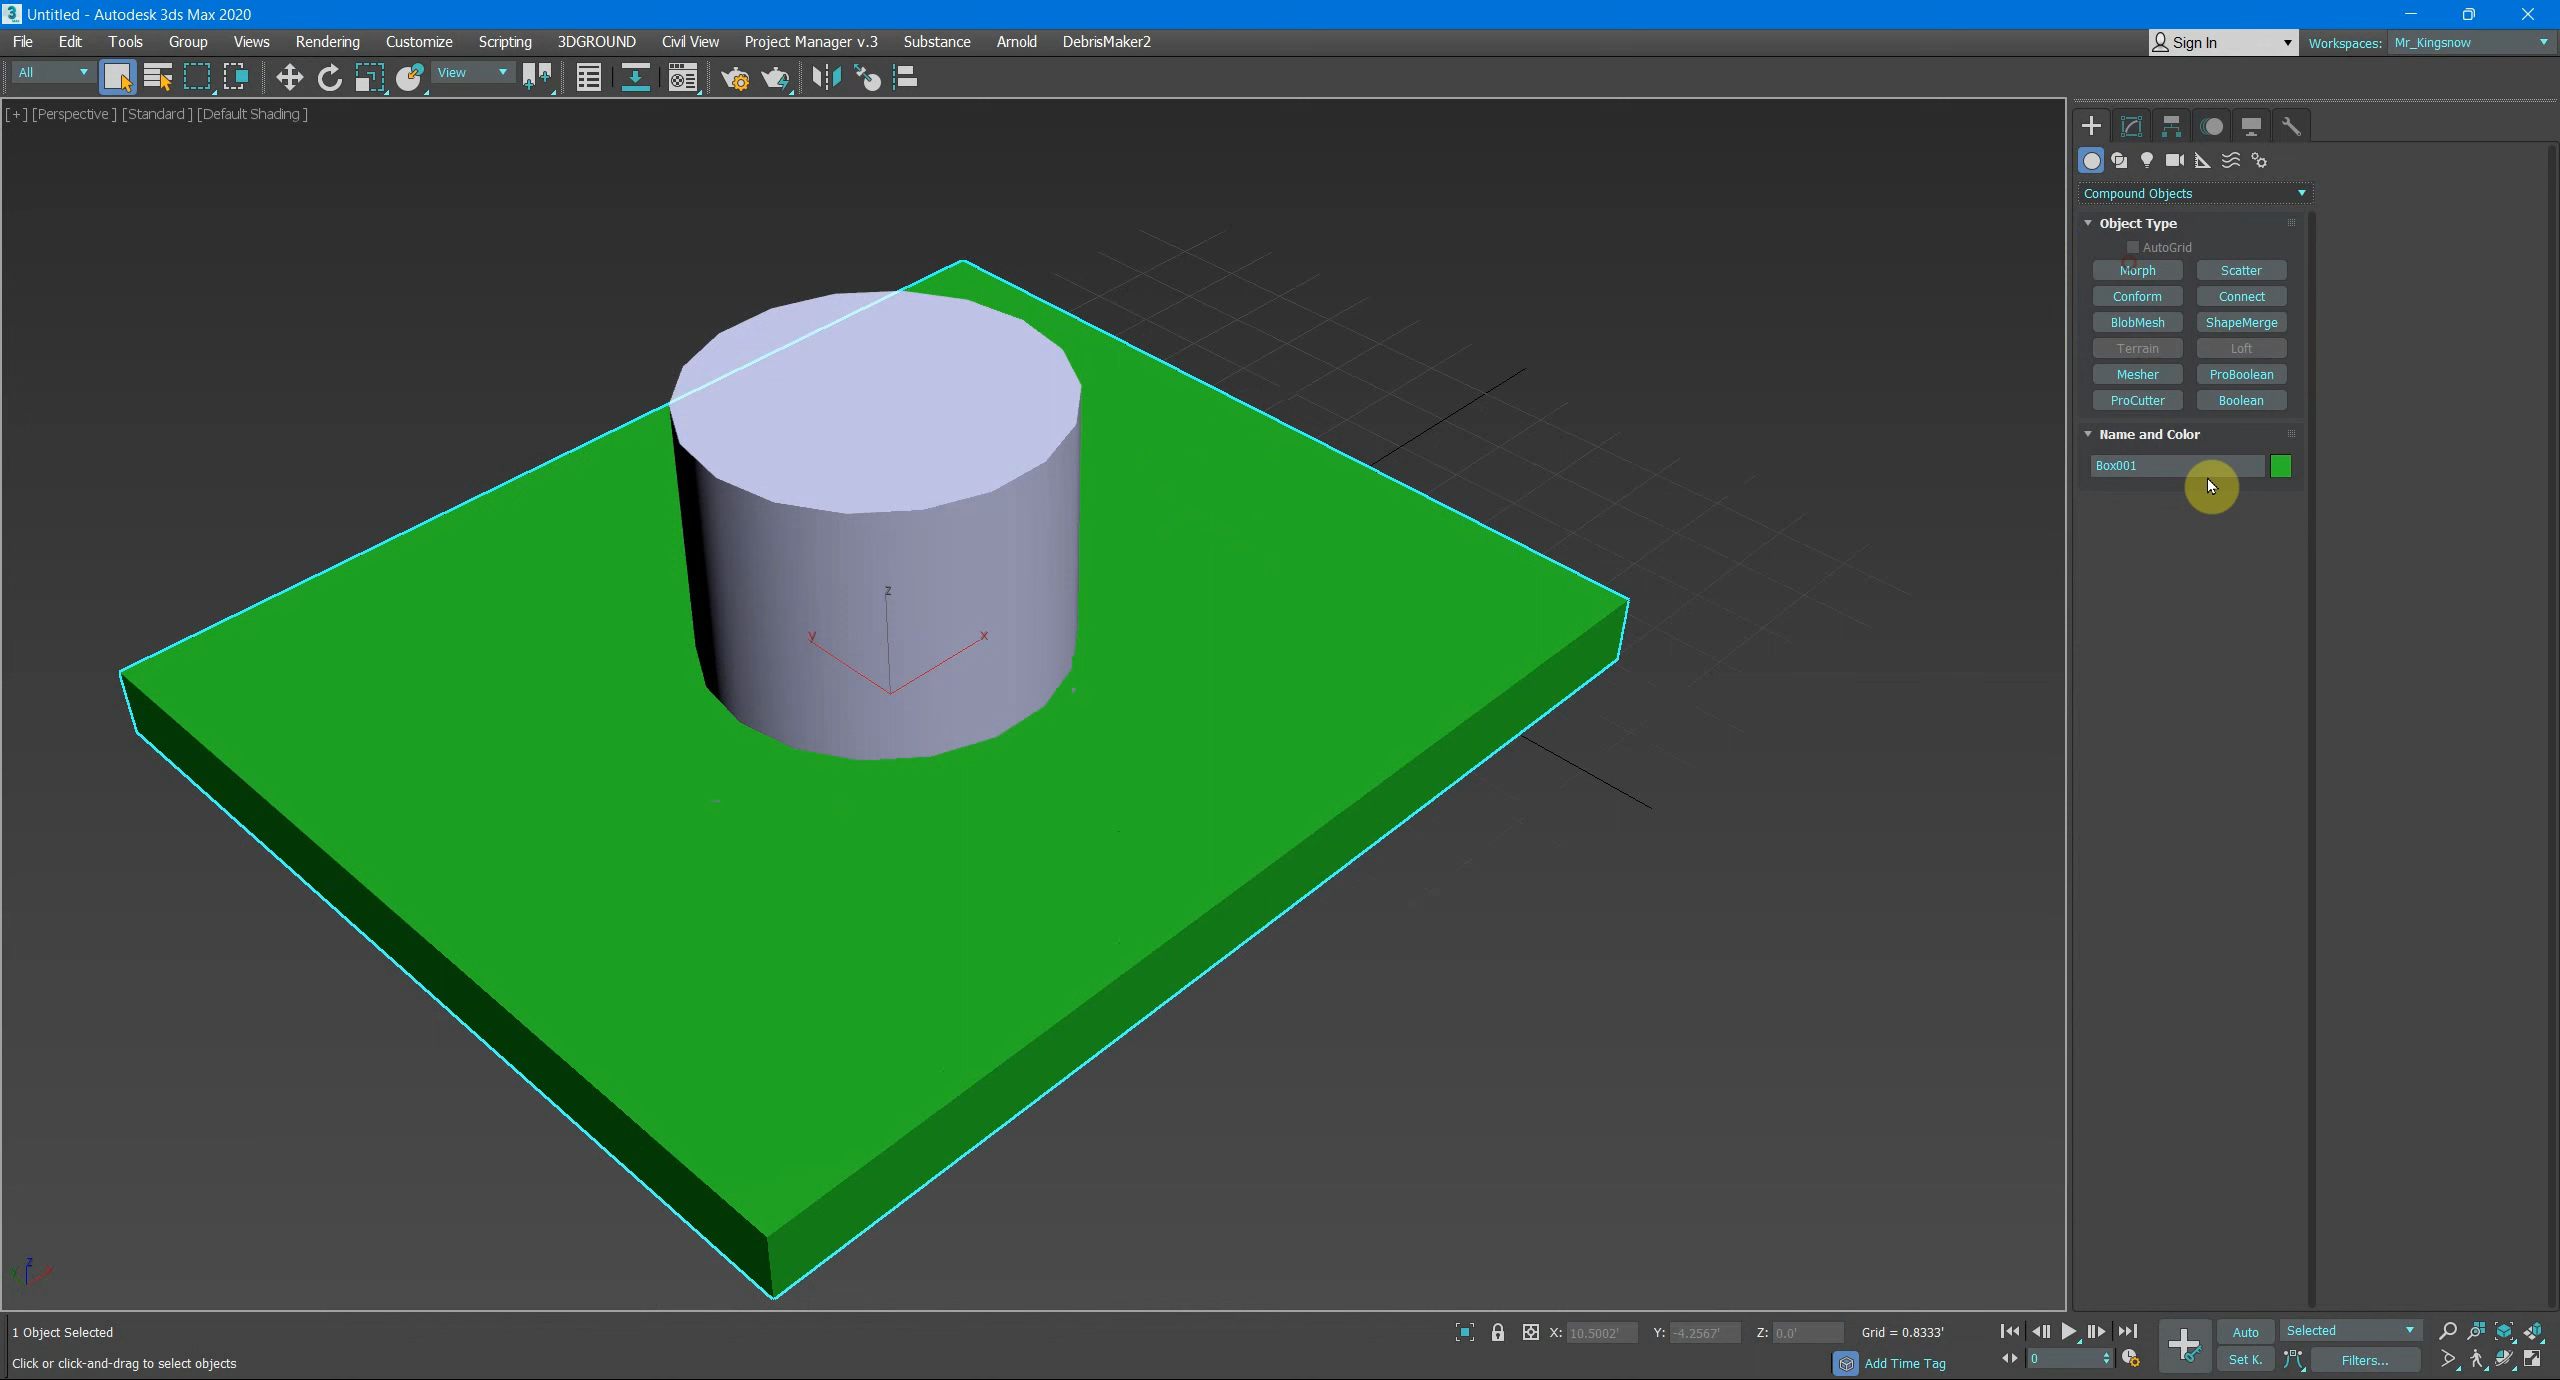 Untitled - Autodesk 3ds Max 2020
File Edit Tools Group Views Rendering Customize Scripting 3DGROUND Civil View Project Manager v.3 Substance Arnold DebrisMaker2
Sign In Workspaces: Mr_Kingsnow
All View
[+] [Perspective ] [Standard ] [Default Shading ]
Compound Objects
Object Type
AutoGrid
Morph Scatter
Conform Connect
BlobMesh ShapeMerge
Terrain Loft
Mesher ProBoolean
ProCutter Boolean
Name and Color
Box001
z
y x
z
y x
1 Object Selected X: 10.5002' Y: -4.2567' Z: 0.0' Grid = 0.8333' Auto Selected
Click or click-and-drag to select objects Add Time Tag 0 Set K. Filters...